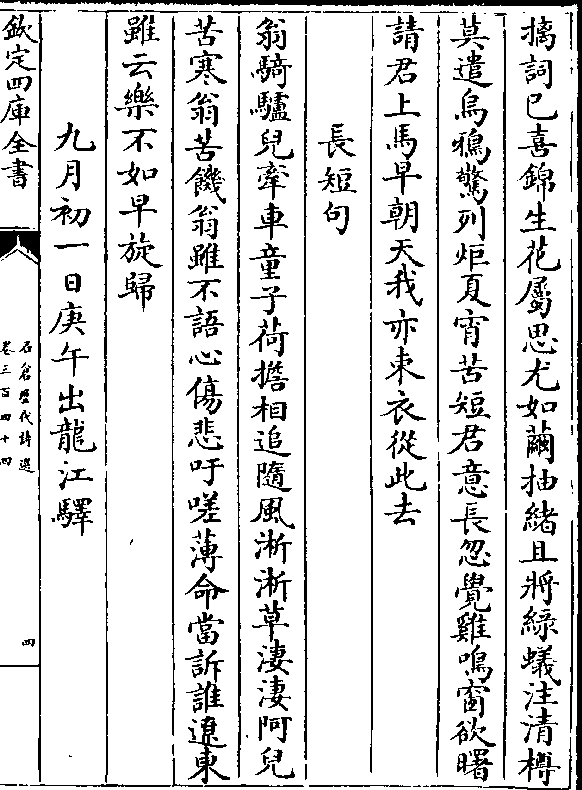 摛詞已喜錦生花屬思尤如繭抽緒且將綠蟻注清樽
莫遣烏鴉驚列炬夏宵苦短君意長忽覺雞鳴窗欲曙
請君上馬早朝天我亦束衣從此去
長短句
翁騎驢兒牽車童子荷擔相追隨風淅淅草淒淒阿兒
苦寒翁苦饑翁雖不語心傷悲吁嗟薄命當訴誰遼東
雖云樂不如早旋歸
九月初一日庚午出龍江驛
欽定四庫全書
石倉歷代詩選
卷三百四十四
四